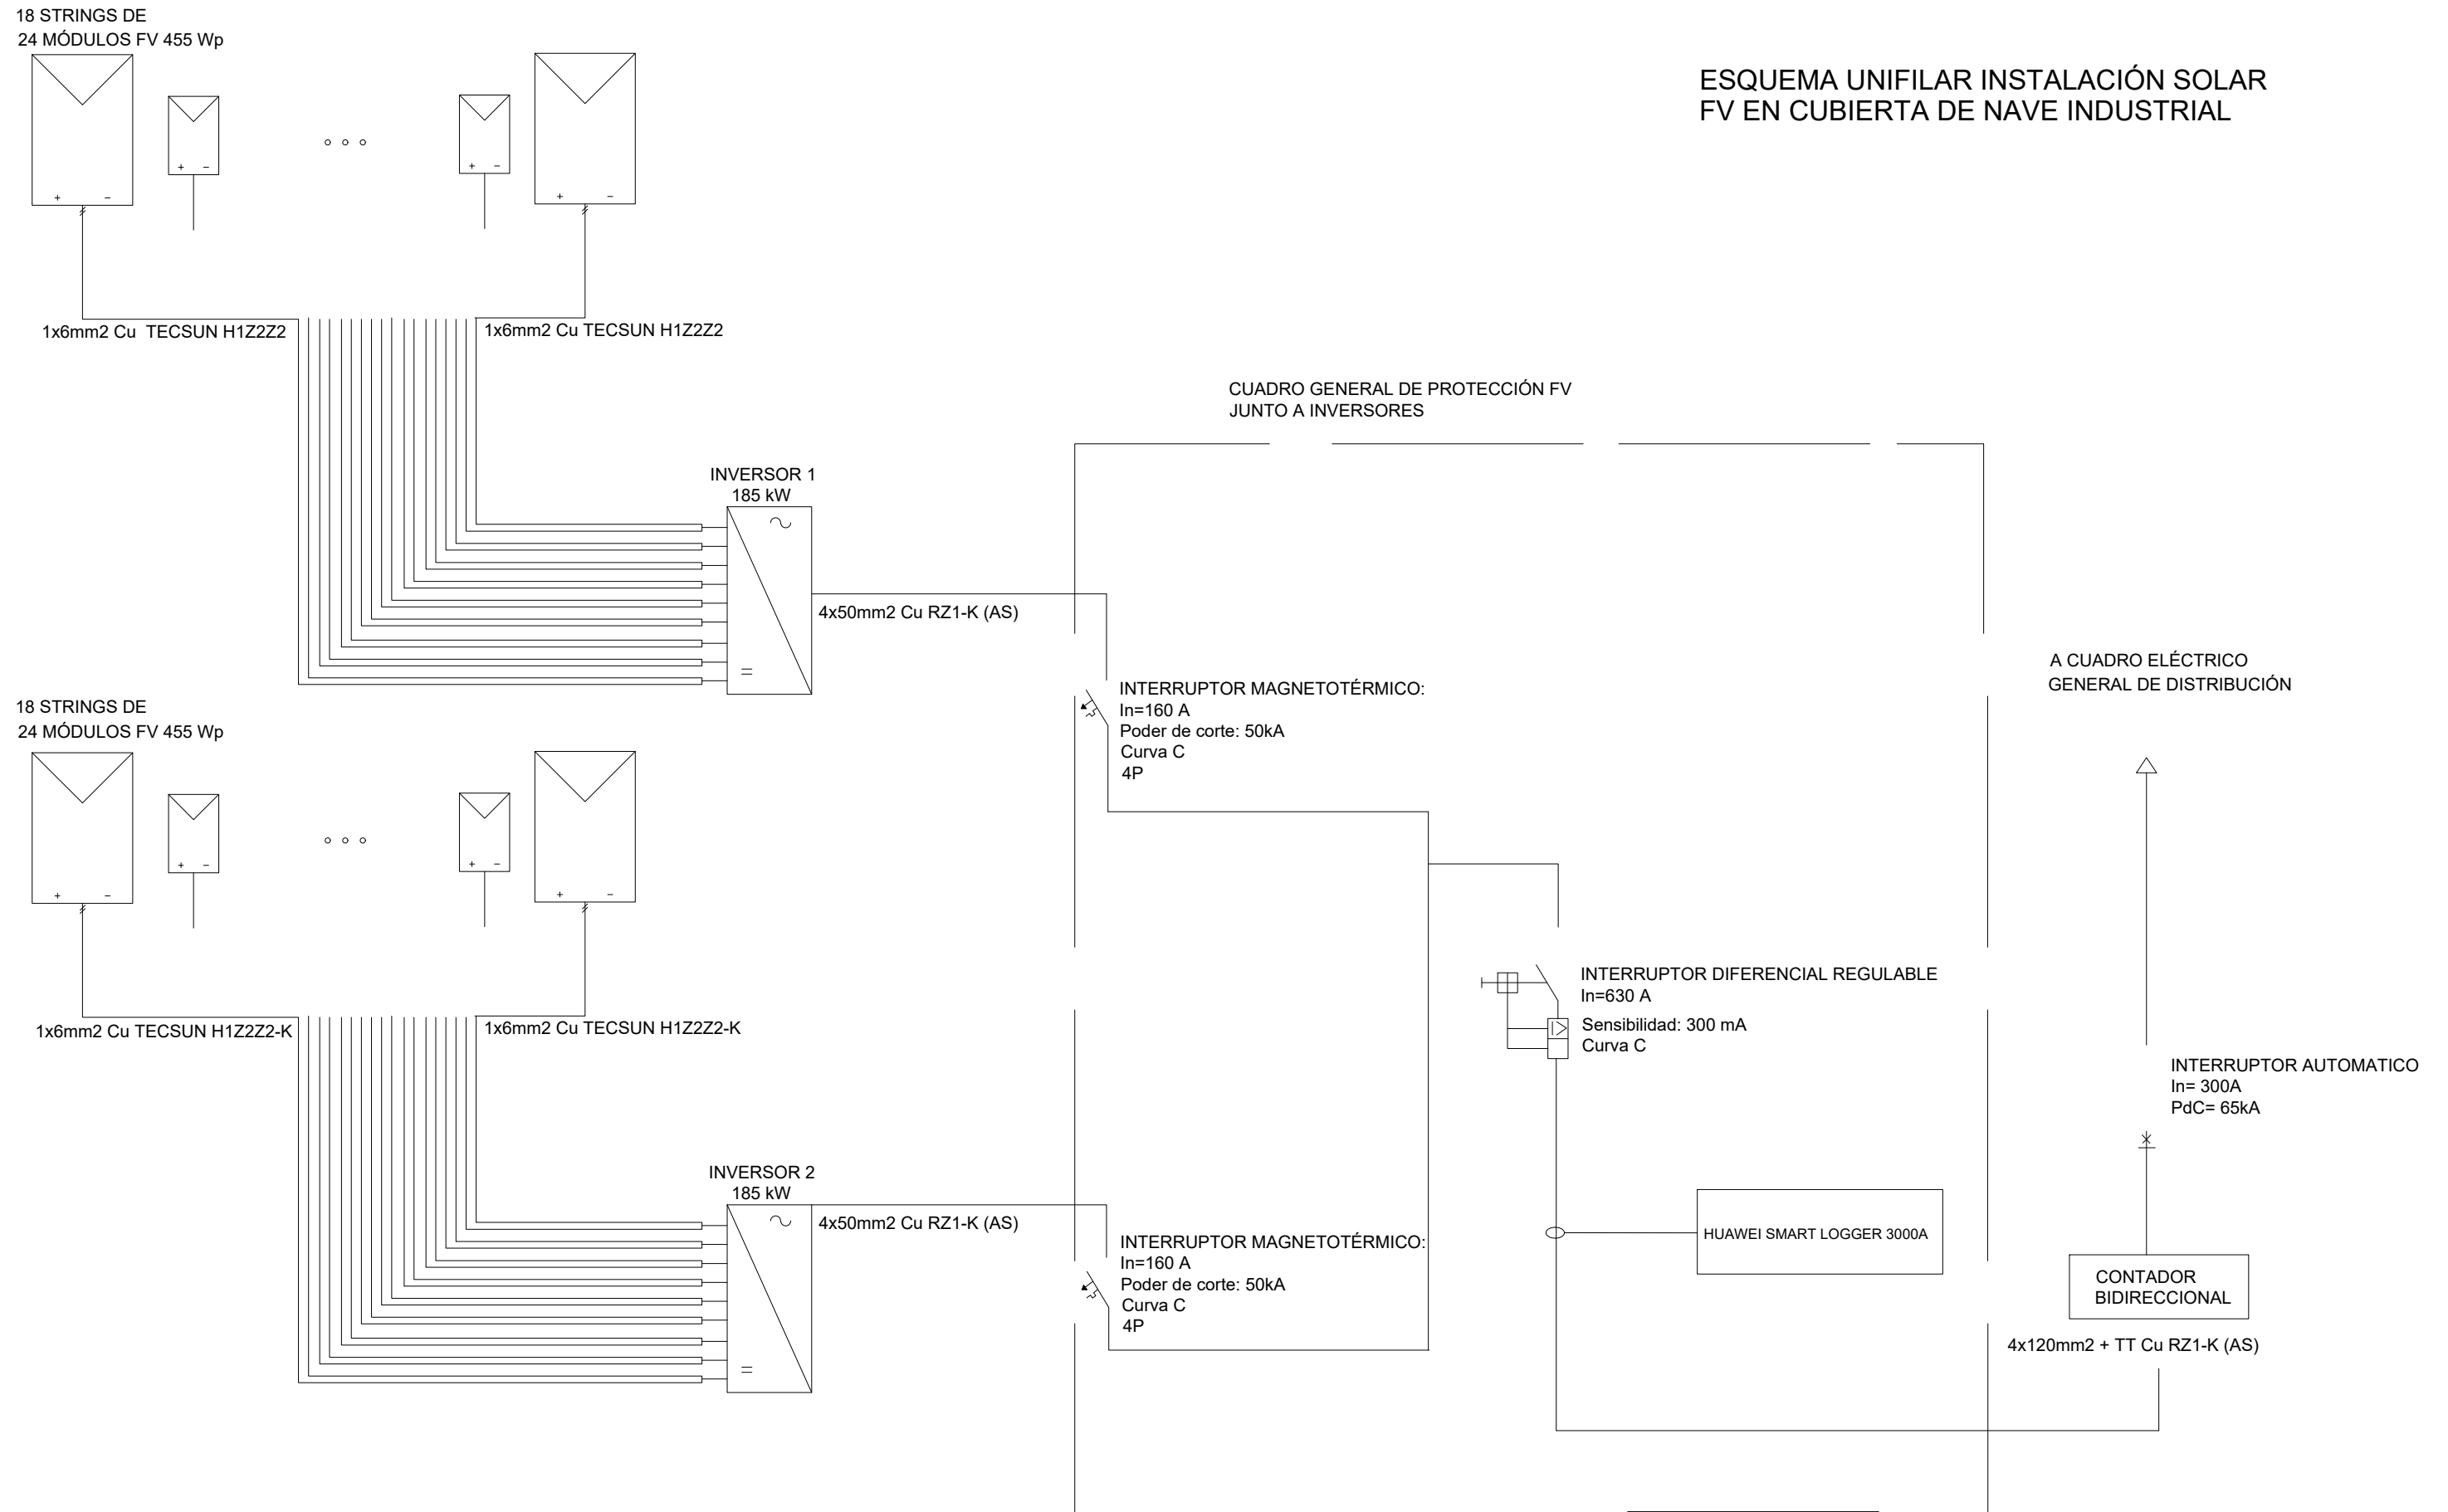 18 STRINGS DE
24 MÓDULOS FV 455 Wp
ESQUEMA UNIFILAR INSTALACIÓN SOLAR
FV EN CUBIERTA DE NAVE INDUSTRIAL
+ -
+ -
+ -
+ -
1x6mm2 Cu TECSUN H1Z2Z2
1x6mm2 Cu TECSUN H1Z2Z2
CUADRO GENERAL DE PROTECCIÓN FV
JUNTO A INVERSORES
INVERSOR 1
185 kW
4x50mm2 Cu RZ1-K (AS)
INTERRUPTOR MAGNETOTÉRMICO:
In=160 A
Poder de corte: 50kA
Curva C
4P
A CUADRO ELÉCTRICO
GENERAL DE DISTRIBUCIÓN
18 STRINGS DE
24 MÓDULOS FV 455 Wp
+ -
+ -
+ -
+ -
1x6mm2 Cu TECSUN H1Z2Z2-K
1x6mm2 Cu TECSUN H1Z2Z2-K
INTERRUPTOR DIFERENCIAL REGULABLE
In=630 A
Sensibilidad: 300 mA
Curva C
INTERRUPTOR AUTOMATICO
In= 300A
PdC= 65kA
INVERSOR 2
185 kW
4x50mm2 Cu RZ1-K (AS)
INTERRUPTOR MAGNETOTÉRMICO:
In=160 A
Poder de corte: 50kA
Curva C
4P
HUAWEI SMART LOGGER 3000A
CONTADOR
BIDIRECCIONAL
4x120mm2 + TT Cu RZ1-K (AS)